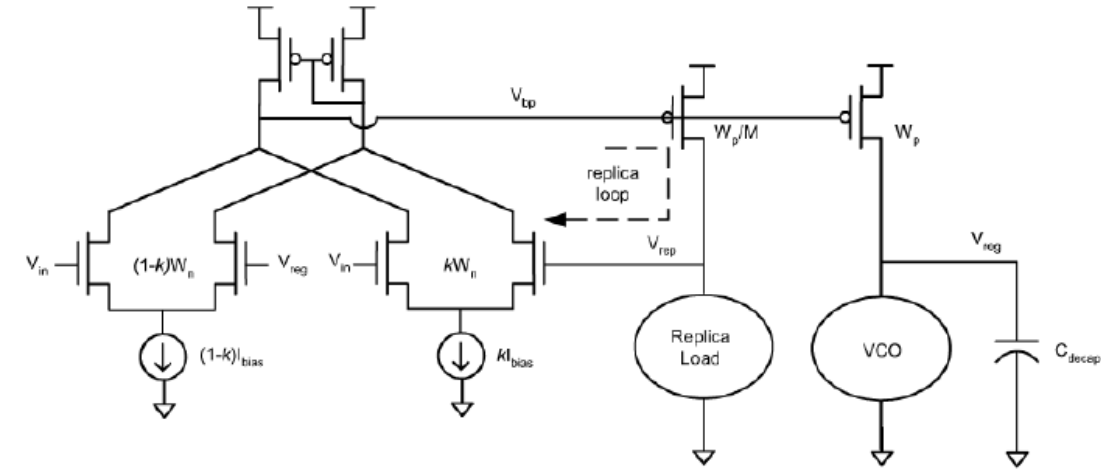 V_bp
W_p/M
W_p
replica
loop
V_in
(1-k)W_n
V_reg
V_in
kW_n
V_rep
V_reg
(1-k)I_bias
kI_bias
Replica
Load
VCO
C_decap